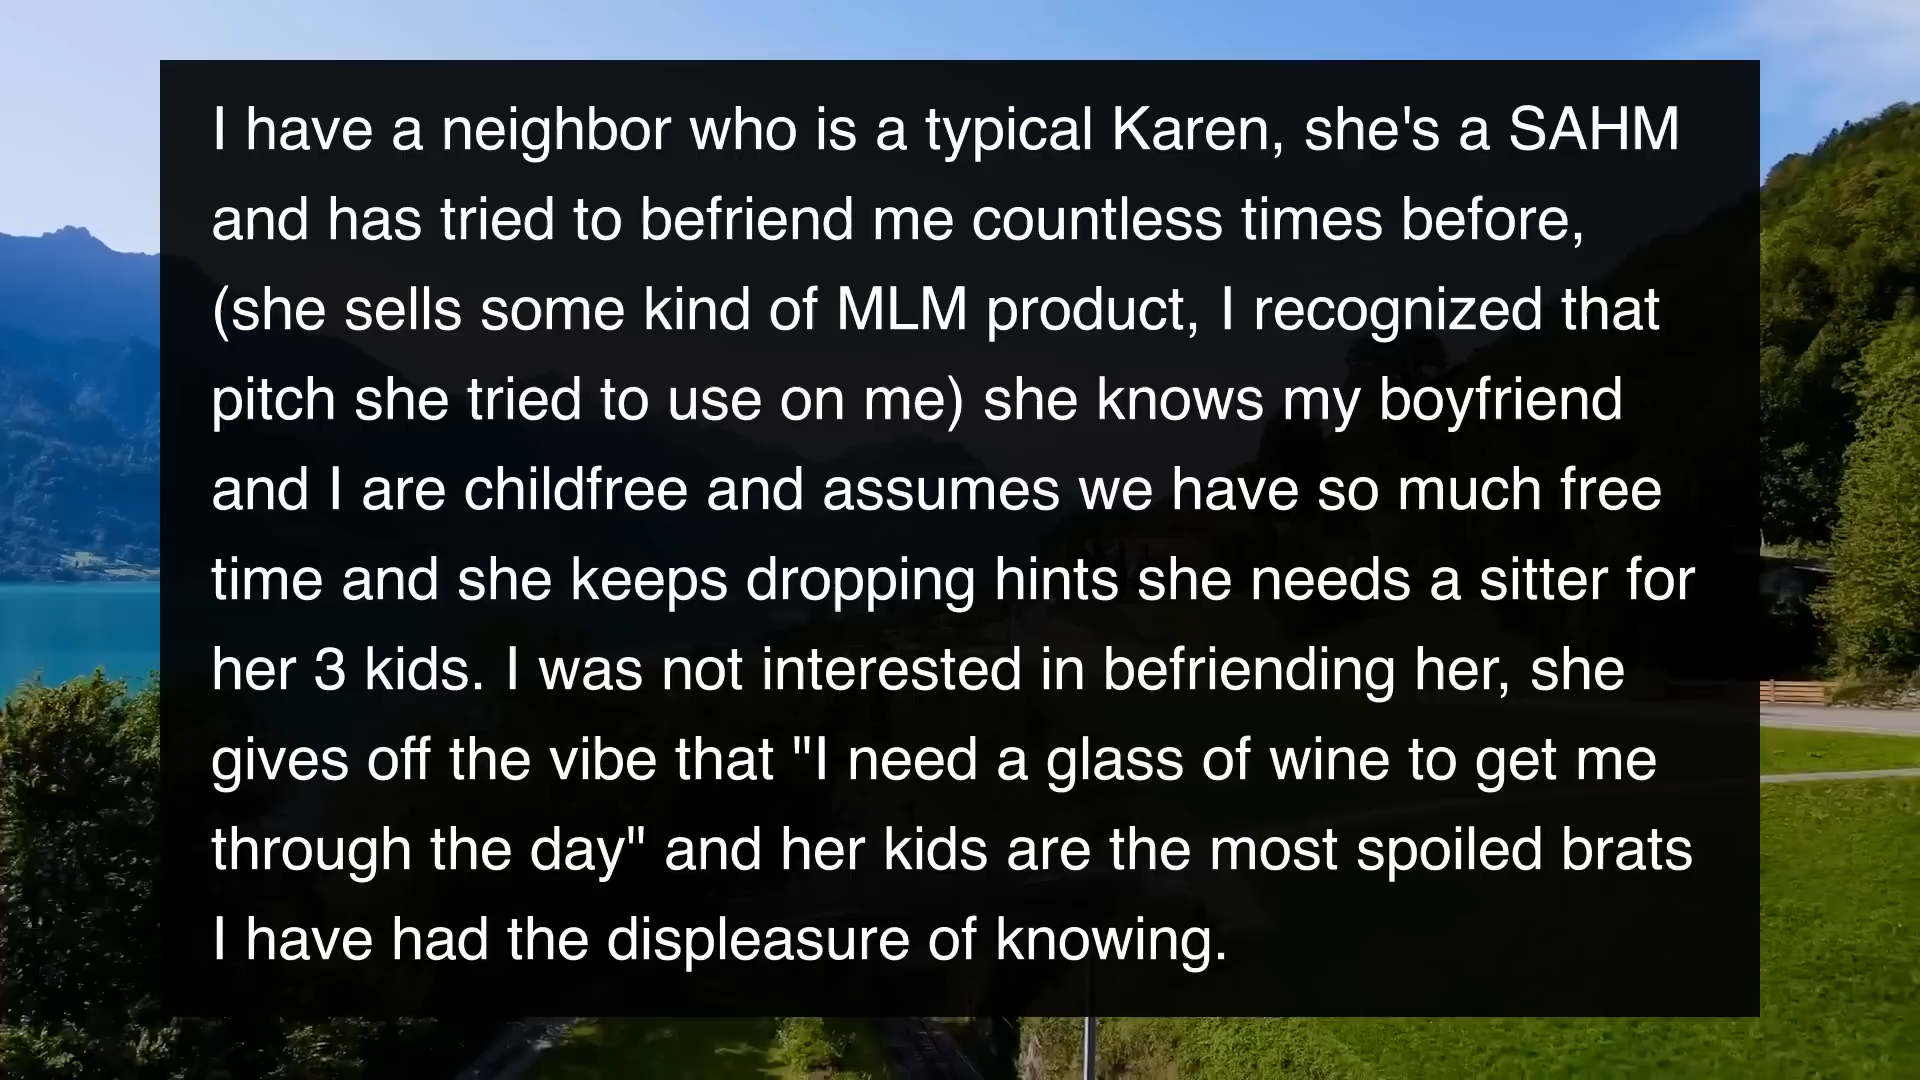 I have a neighbor who is a typical Karen, she's a SAHM
and has tried to befriend me countless times before,
(she sells some kind of MLM product, I recognized that
pitch she tried to use on me) she knows my boyfriend
and I are childfree and assumes we have so much free
time and she keeps dropping hints she needs a sitter for
her 3 kids. I was not interested in befriending her, she
gives off the vibe that "I need a glass of wine to get me
through the day" and her kids are the most spoiled brats
I have had the displeasure of knowing.